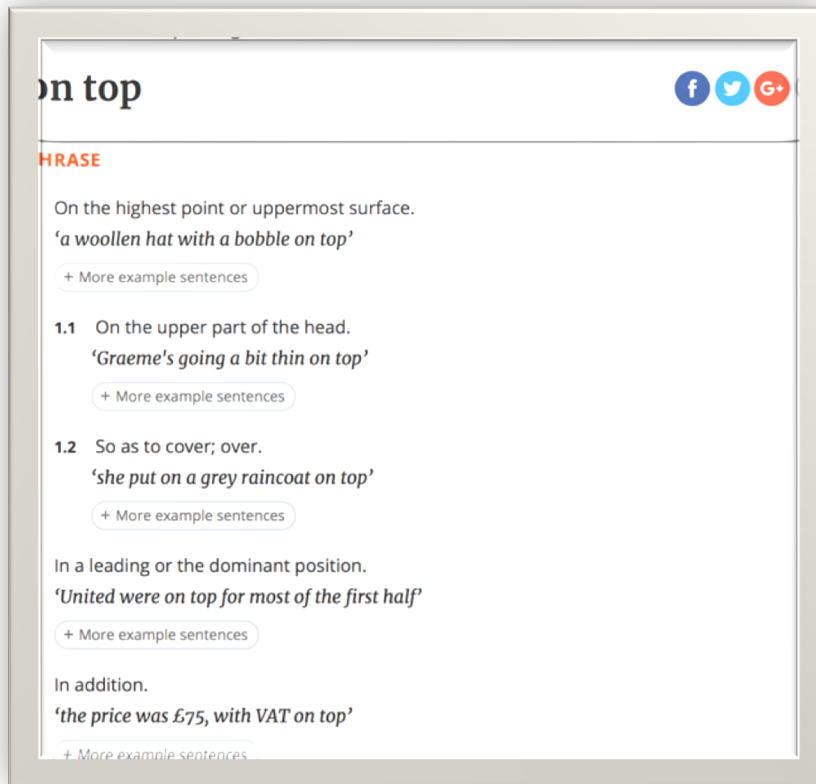 on top
HRASE
On the highest point or uppermost surface.
‘a woollen hat with a bobble on top’
+ More example sentences
1.1 On the upper part of the head.
‘Graeme's going a bit thin on top’
+ More example sentences
1.2 So as to cover; over.
‘she put on a grey raincoat on top’
+ More example sentences
In a leading or the dominant position.
‘United were on top for most of the first half’
+ More example sentences
In addition.
‘the price was £75, with VAT on top’
+ More example sentences